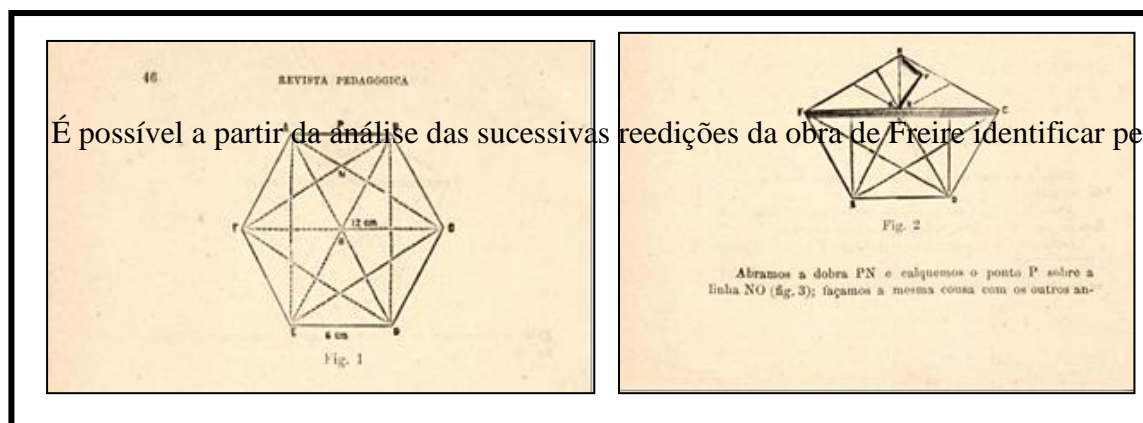 46
REVISTA PEDAGOGICA
É possível a partir da análise das sucessivas reedições da obra de Freire identificar pe
A P B
N
F 12 cm C
O
E D
6 cm
Fig. 1
F C
E D
Fig. 2
Abramos a dobra PN e calquemos o ponto P sobre a
linha NO (fig. 3); façamos a mesma cousa com os outros an-